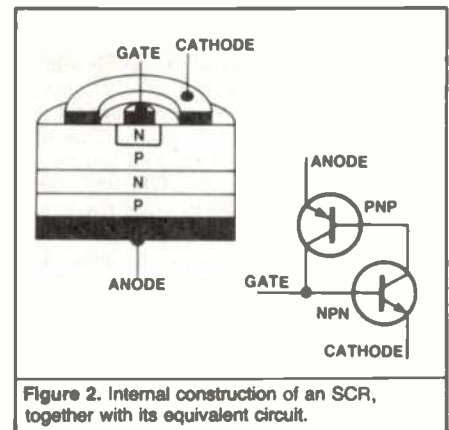 GATE CATHODE
N
P
N
P
ANODE
ANODE
PNP
GATE
NPN
CATHODE
Figure 2. Internal construction of an SCR,
together with its equivalent circuit.